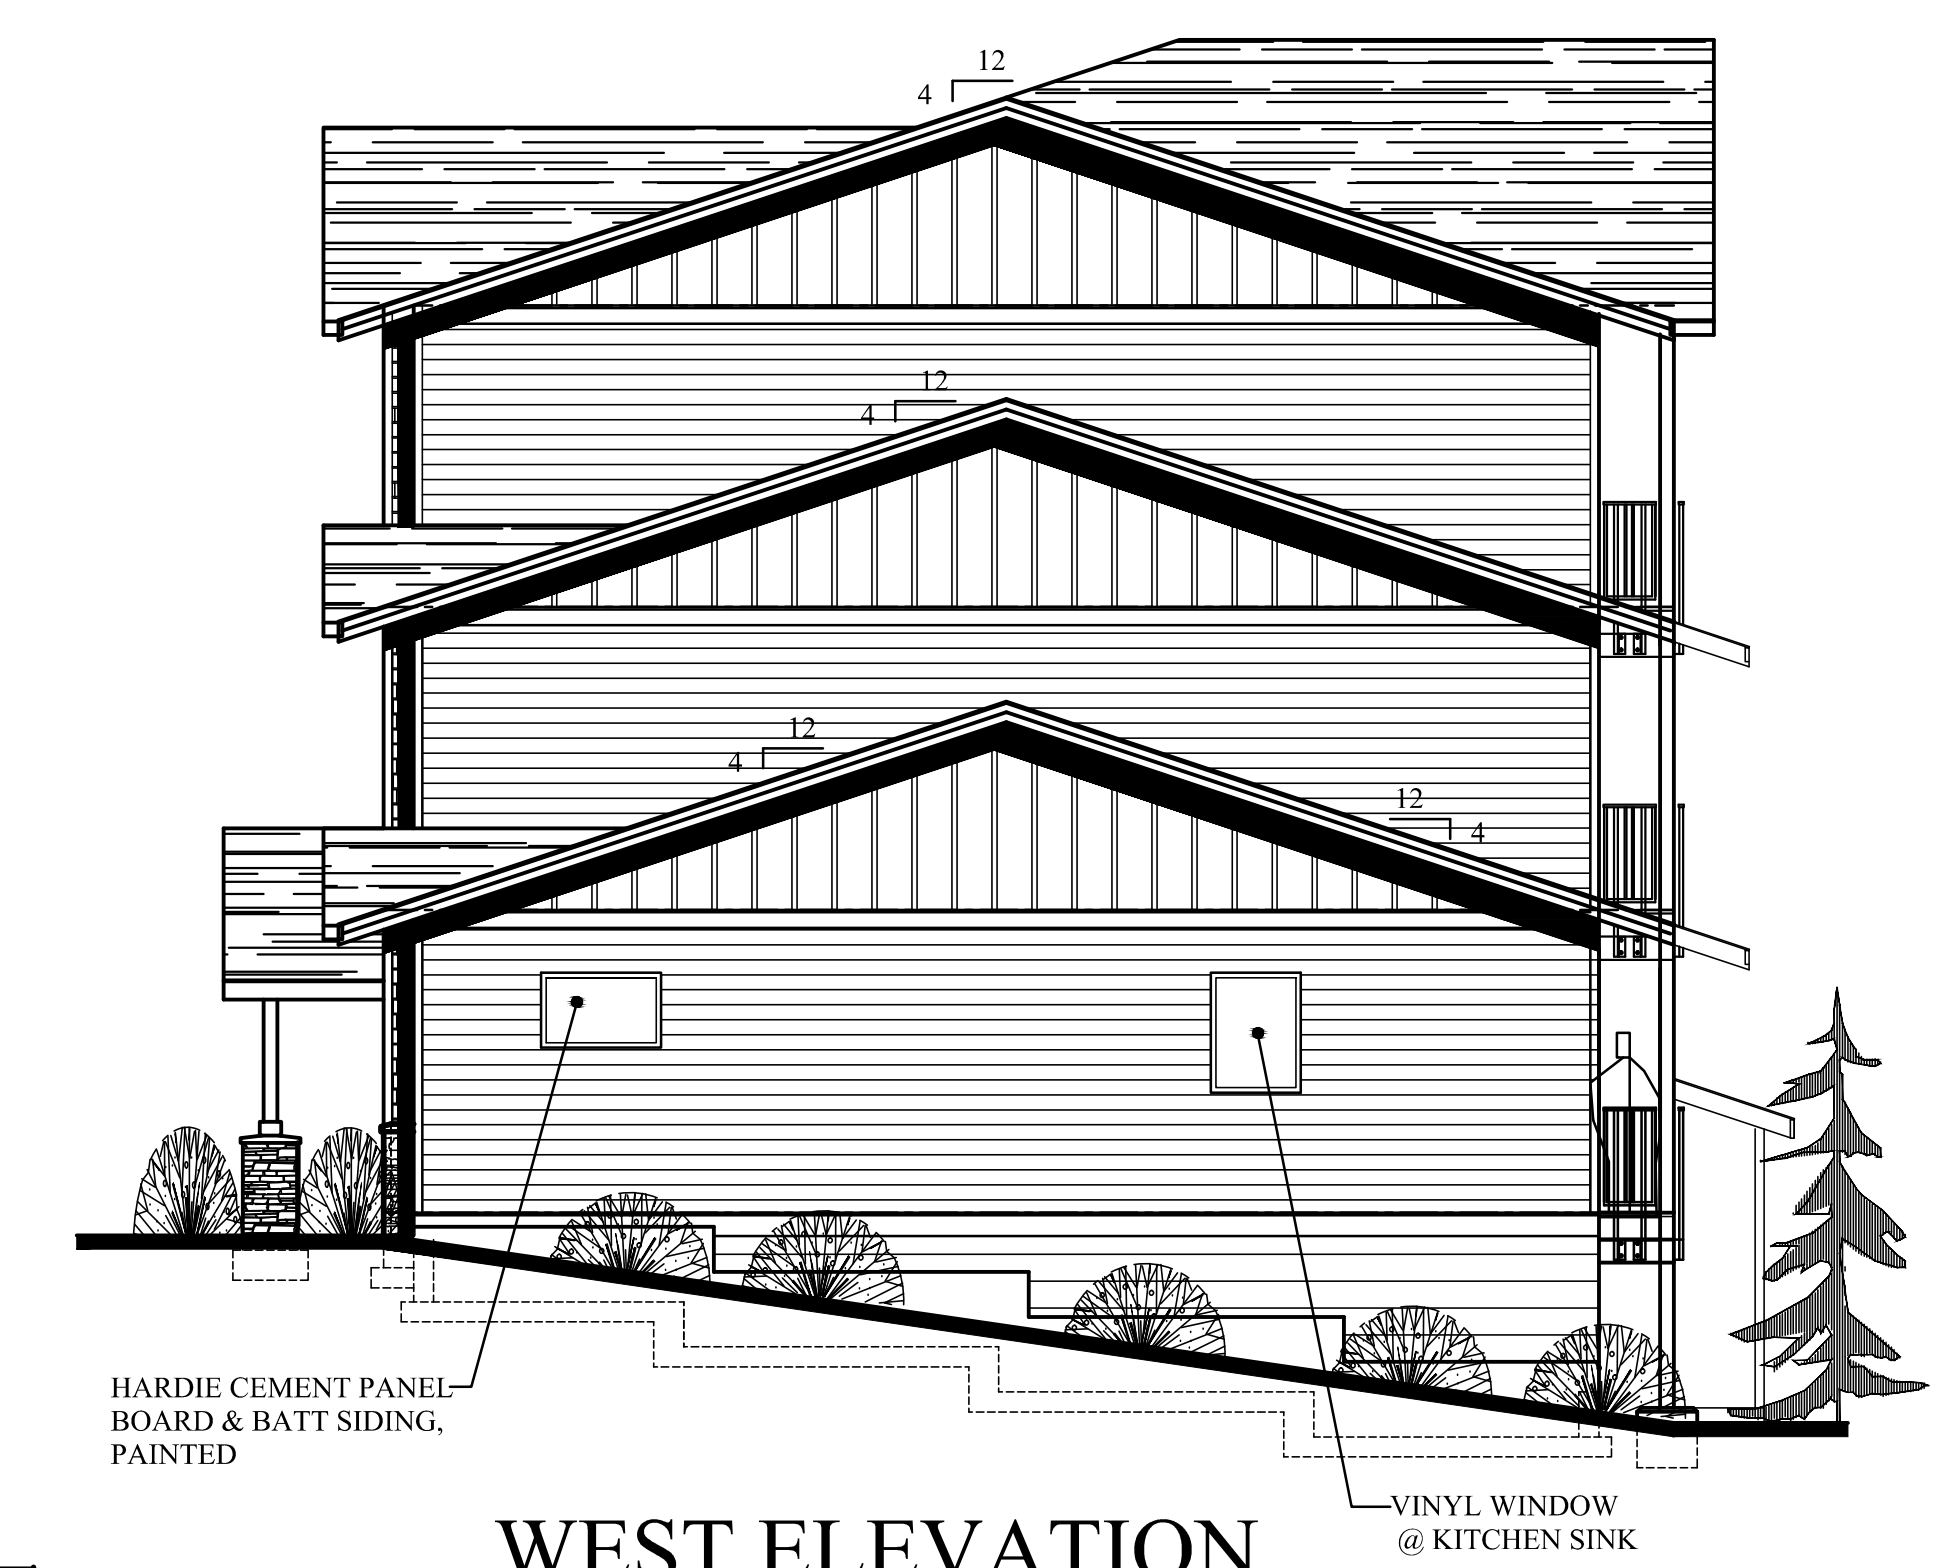 12
4
12
4
12
4
12
4
HARDIE CEMENT PANEL
BOARD & BATT SIDING,
PAINTED
VINYL WINDOW
@ KITCHEN SINK
WEST ELEVATION